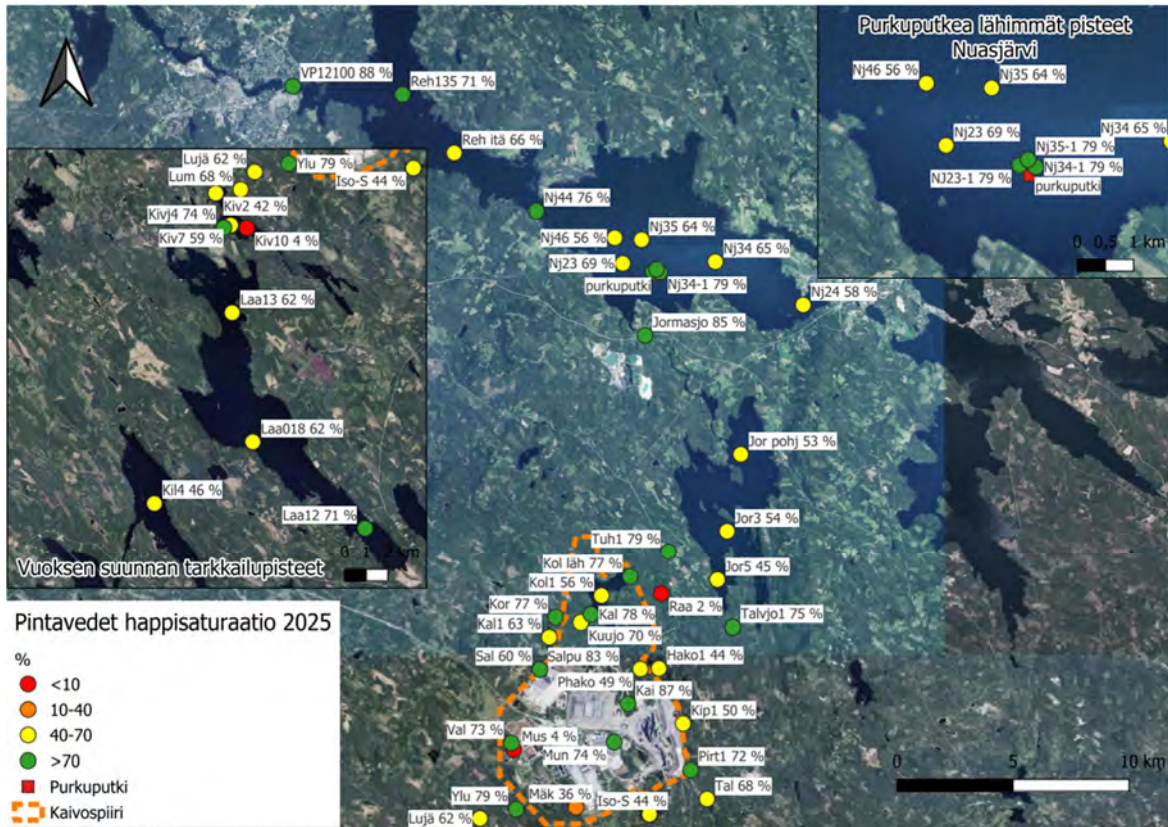 Purkuputkea lähimmät pisteet
Nuasjärvi
Nj46 56 %
Nj35 64 %
Nj34 65 %
Nj23 69 %
Nj35-1 79 %
NJ23-1 79%
Nj34-1 79 %
purkuputki
0 0,5 1 km
VP12100 88 %
Reh135 71 %
Reh itä 66 %
Nj44 76 %
Nj46 56 %
Nj35 64 %
Nj23 69 %
Nj34 65 %
purkuputki
Nj34-1 79 %
Nj24 58 %
Jormasjo 85 %
Lujä 62 %
Ylu 79 %
Iso-S 44 %
Lum 68 %
Kiv2 42 %
Kivj4 74 %
Kiv7 59 %
Kiv10 4 %
Laa13 62 %
Laa018 62 %
Kil4 46 %
Laa12 71 %
0 1 2 km
Vuoksen suunnan tarkkailupisteet
Jor pohj 53 %
Jor3 54 %
Tuh1 79 %
Kol läh 77 %
Jor5 45 %
Kol1 56 %
Raa 2 %
Kor 77 %
Kal 78 %
Talvjo1 75 %
Kal1 63 %
Kuujo 70 %
Sal 60 %
Salpu 83 %
Hako1 44 %
Phako 49 %
Kai 87 %
Kip1 50 %
Val 73 %
Mus 4 %
Mun 74 %
Pirt1 72 %
Tal 68 %
Ylu 79 %
Mäk 36 %
Iso-S 44 %
Lujä 62 %
0 5 10 km
Pintavedet happisaturaatio 2025
%
<10
10-40
40-70
>70
Purkuputki
Kaivospiiri